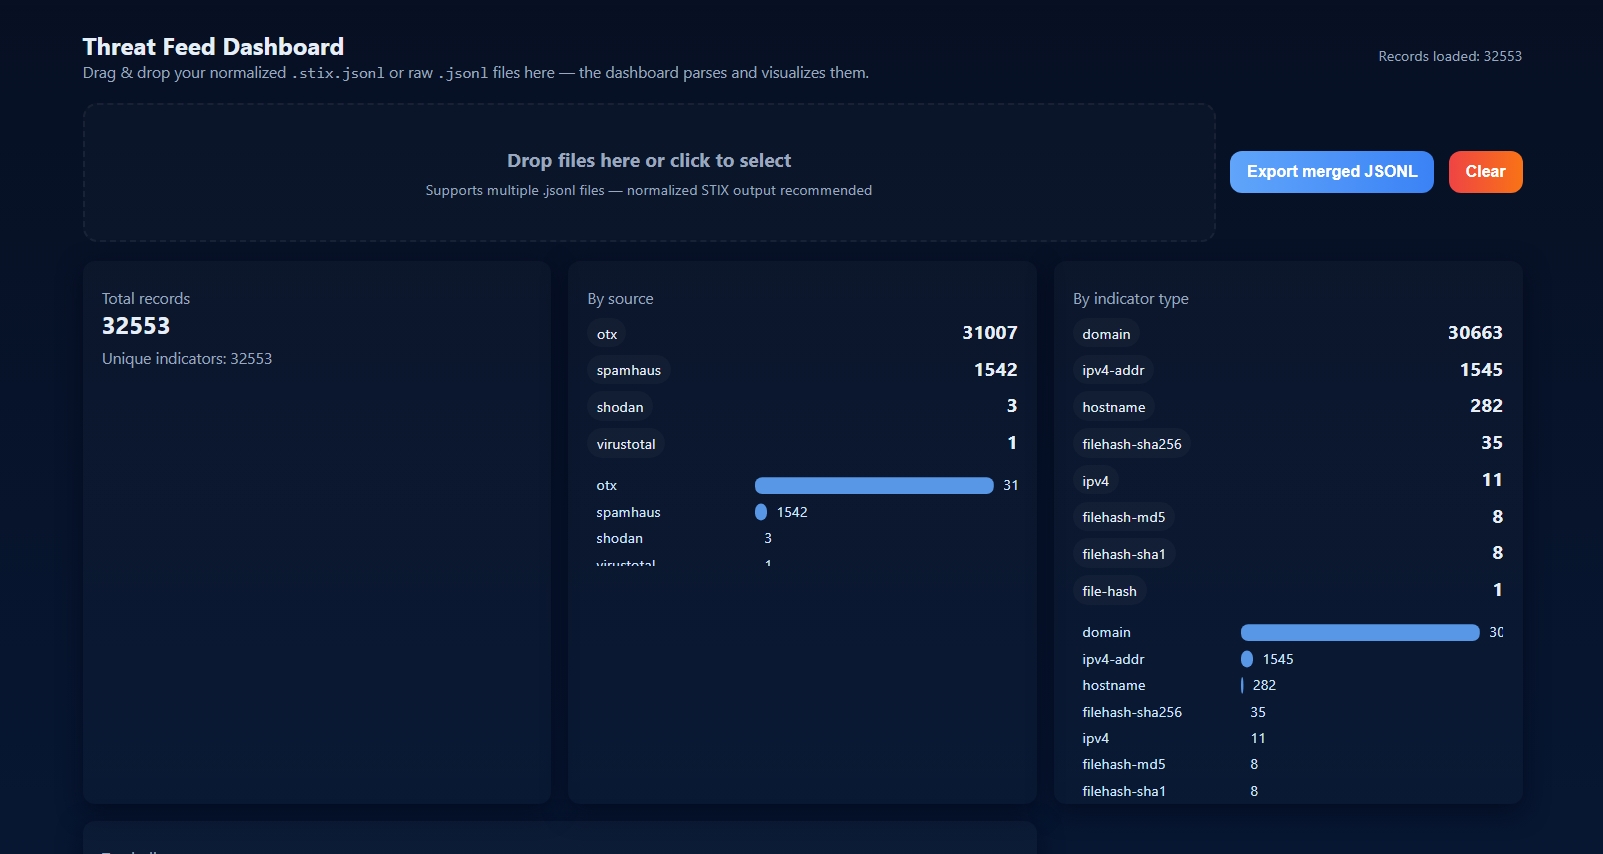 Threat Feed Dashboard
Drag & drop your normalized .stix.jsonl or raw .jsonl files here — the dashboard parses and visualizes them.
Records loaded: 32553
Drop files here or click to select
Supports multiple .jsonl files — normalized STIX output recommended
Export merged JSONL
Clear
Total records
32553
Unique indicators: 32553
By source
otx 31007
spamhaus 1542
shodan 3
virustotal 1
otx 31
spamhaus 1542
shodan 3
virustotal 1
By indicator type
domain 30663
ipv4-addr 1545
hostname 282
filehash-sha256 35
ipv4 11
filehash-md5 8
filehash-sha1 8
file-hash 1
domain 30
ipv4-addr 1545
hostname 282
filehash-sha256 35
ipv4 11
filehash-md5 8
filehash-sha1 8